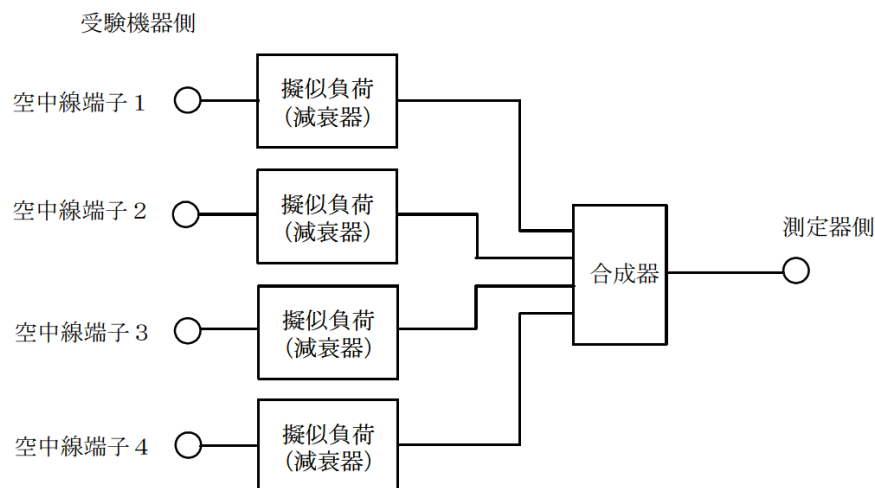 受験機器側
空中線端子１
擬似負荷
（減衰器）
空中線端子２
擬似負荷
（減衰器）
測定器側
合成器
空中線端子３
擬似負荷
（減衰器）
空中線端子４
擬似負荷
（減衰器）